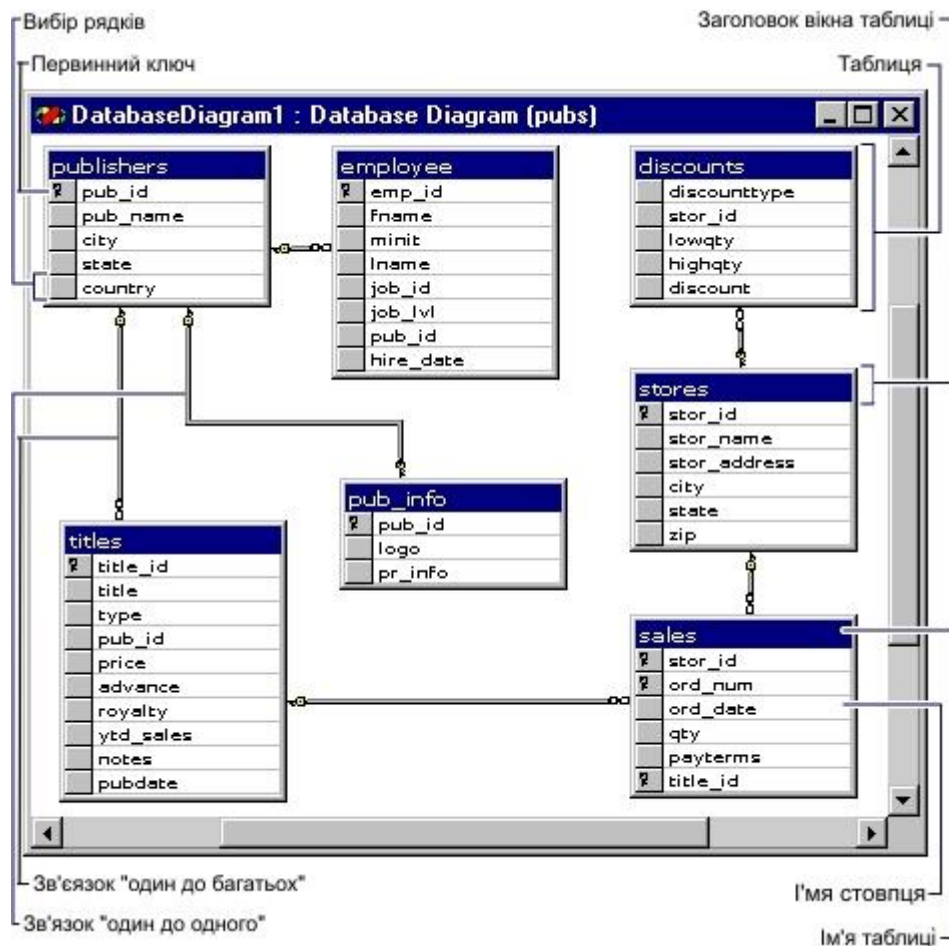 Вибір рядків
Заголовок вікна таблиці
Первинний ключ
Таблиця
DatabaseDiagram1 : Database Diagram (pubs)
publishers
pub_id
pub_name
city
state
country
employee
emp_id
fname
minit
lname
job_id
job_lvl
pub_id
hire_date
discounts
discounttype
stor_id
lowqty
highqty
discount
stores
stor_id
stor_name
stor_address
city
state
zip
pub_info
pub_id
logo
pr_info
titles
title_id
title
type
pub_id
price
advance
royalty
ytd_sales
notes
pubdate
sales
stor_id
ord_num
ord_date
qty
payterms
title_id
Зв'єязок "один до багатьох"
І'мя стовпця
Зв'язок "один до одного"
Ім'я таблиці